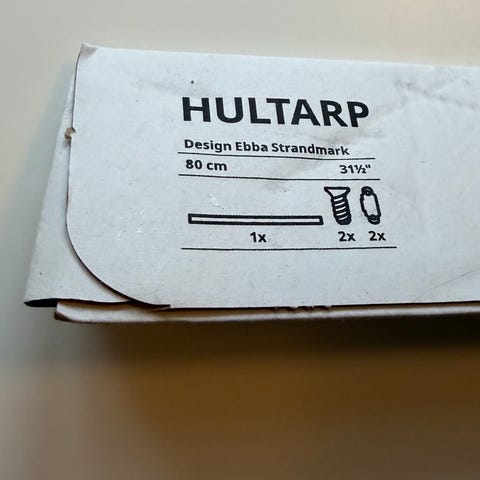 HULTARP
Design Ebba Strandmark
80 cm 31½"
1x 2x 2x